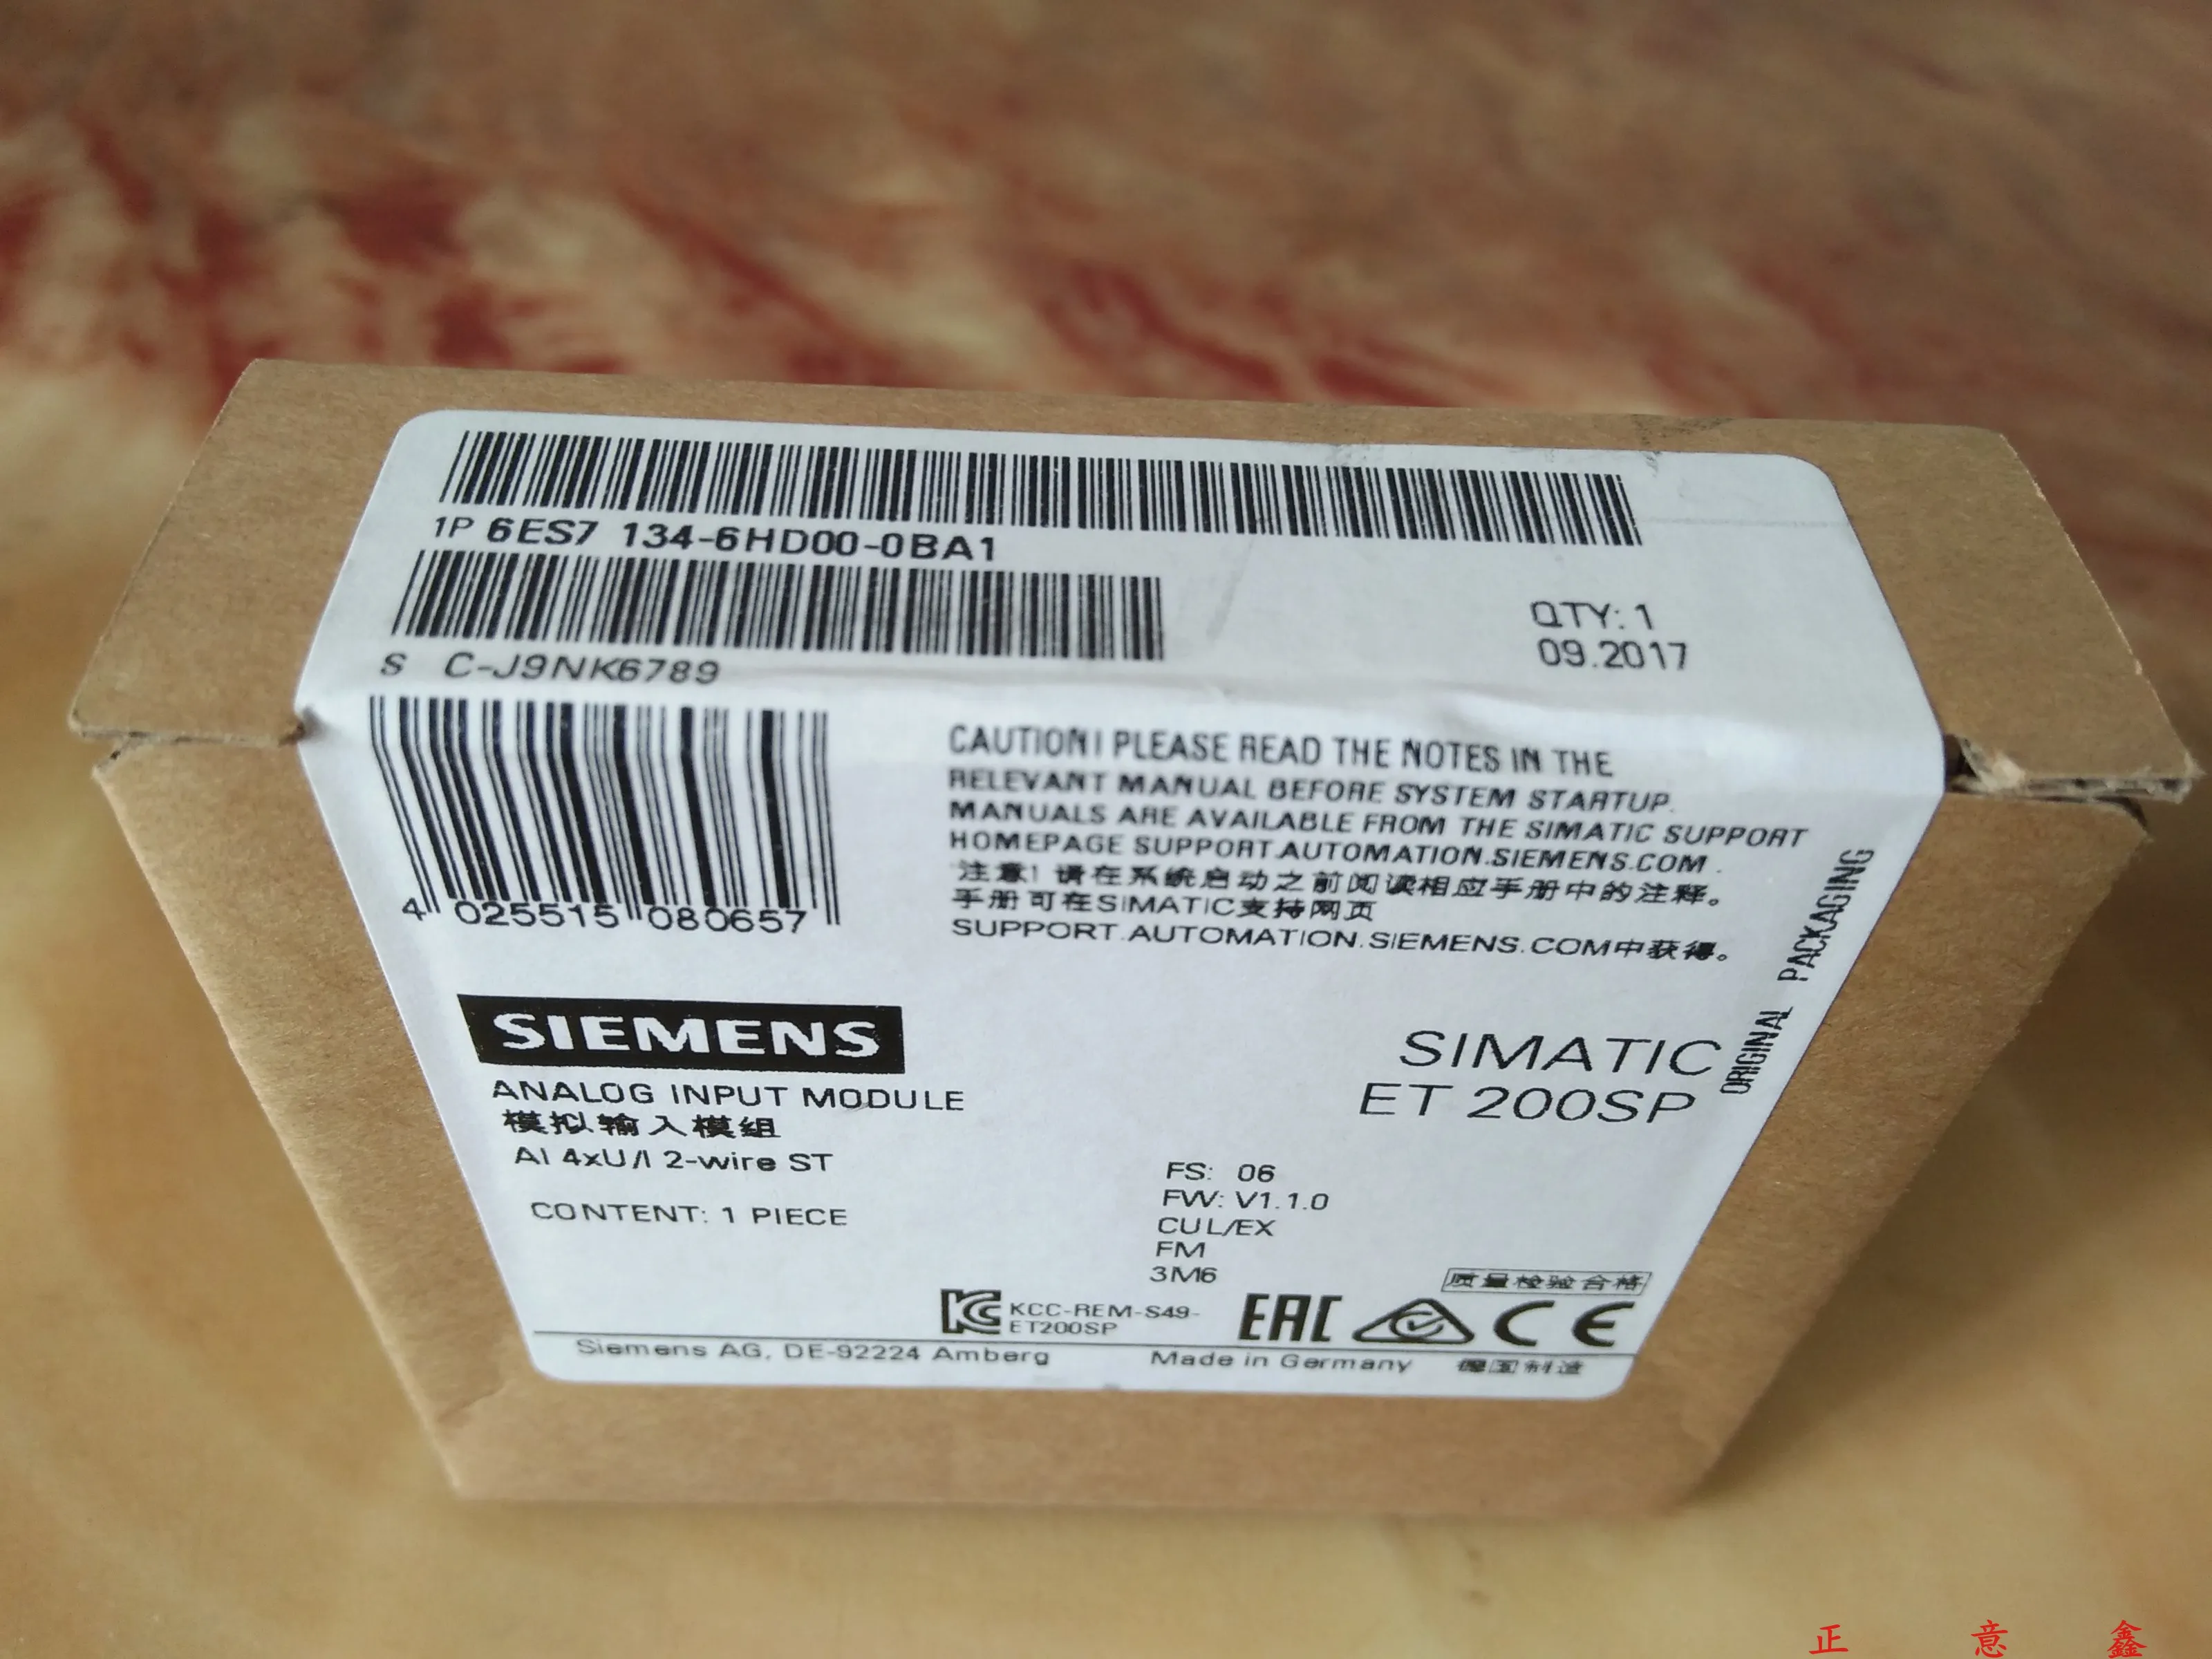 1P 6ES7 134-6HD00-0BA1
S C-J9NK6789
QTY: 1
09.2017
4 025515 080657
CAUTION! PLEASE READ THE NOTES IN THE
RELEVANT MANUAL BEFORE SYSTEM STARTUP.
MANUALS ARE AVAILABLE FROM THE SIMATIC SUPPORT
HOMEPAGE SUPPORT.AUTOMATION.SIEMENS.COM.
注意! 请在系统启动之前阅读相应手册中的注释。
手册可在SIMATIC支持网页
SUPPORT.AUTOMATION.SIEMENS.COM中获得。
ORIGINAL PACKAGING
SIEMENS
ANALOG INPUT MODULE
模拟输入模组
AI 4xU/I 2-wire ST
CONTENT: 1 PIECE
SIMATIC
ET 200SP
FS: 06
FW: V1.1.0
CUL/EX
FM
3M6
质量检验合格
KCC-REM-S49-
ET200SP
EAC CE
Siemens AG, DE-92224 Amberg
Made in Germany 德国制造
正意鑫